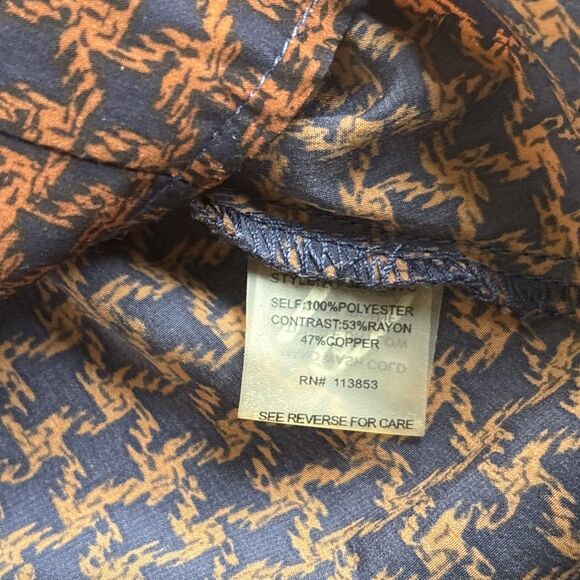 SELF:100%POLYESTER
CONTRAST:53%RAYON
47%COPPER
RN# 113853
SEE REVERSE FOR CARE